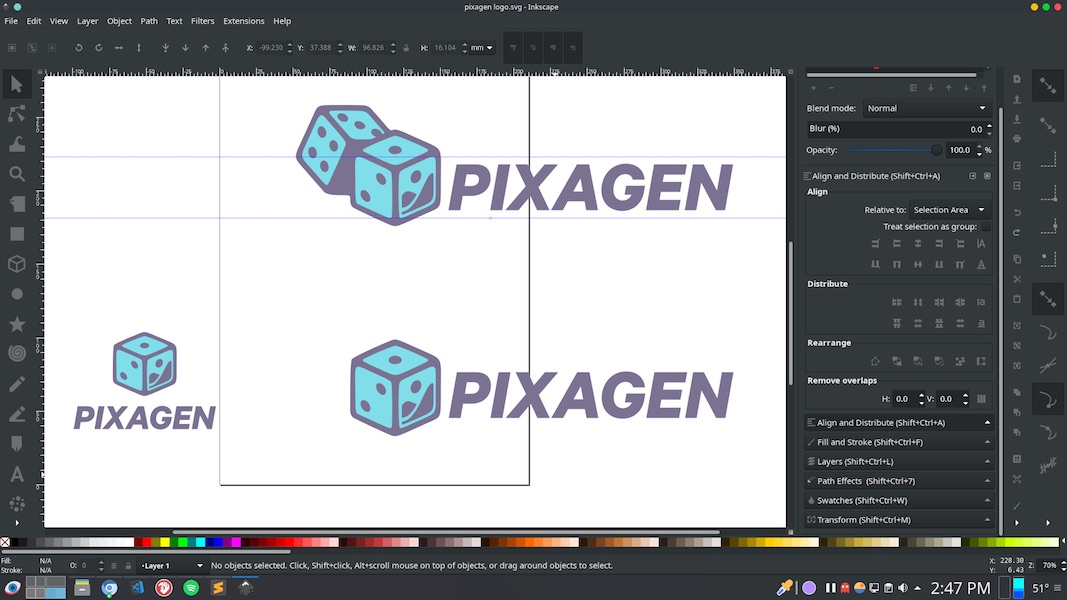 pixagen logo.svg - Inkscape
File Edit View Layer Object Path Text Filters Extensions Help
X: -99.230 Y: 37.388 W: 96.826 H: 16.104 mm
Blend mode: Normal
Blur (%) 0.0
Opacity: 100.0 %
Align and Distribute (Shift+Ctrl+A)
Align
Relative to: Selection Area
Treat selection as group:
PIXAGEN
Distribute
Rearrange
Remove overlaps
H: 0.0 V: 0.0
PIXAGEN
PIXAGEN
Align and Distribute (Shift+Ctrl+A)
Fill and Stroke (Shift+Ctrl+F)
Layers (Shift+Ctrl+L)
Path Effects (Shift+Ctrl+7)
Swatches (Shift+Ctrl+W)
Transform (Shift+Ctrl+M)
Fill: N/A
Stroke: N/A
O: 0
Layer 1
No objects selected. Click, Shift+click, Alt+scroll mouse on top of objects, or drag around objects to select.
X: 228.30
Y: 6.43
Z: 70%
2:47 PM
51°